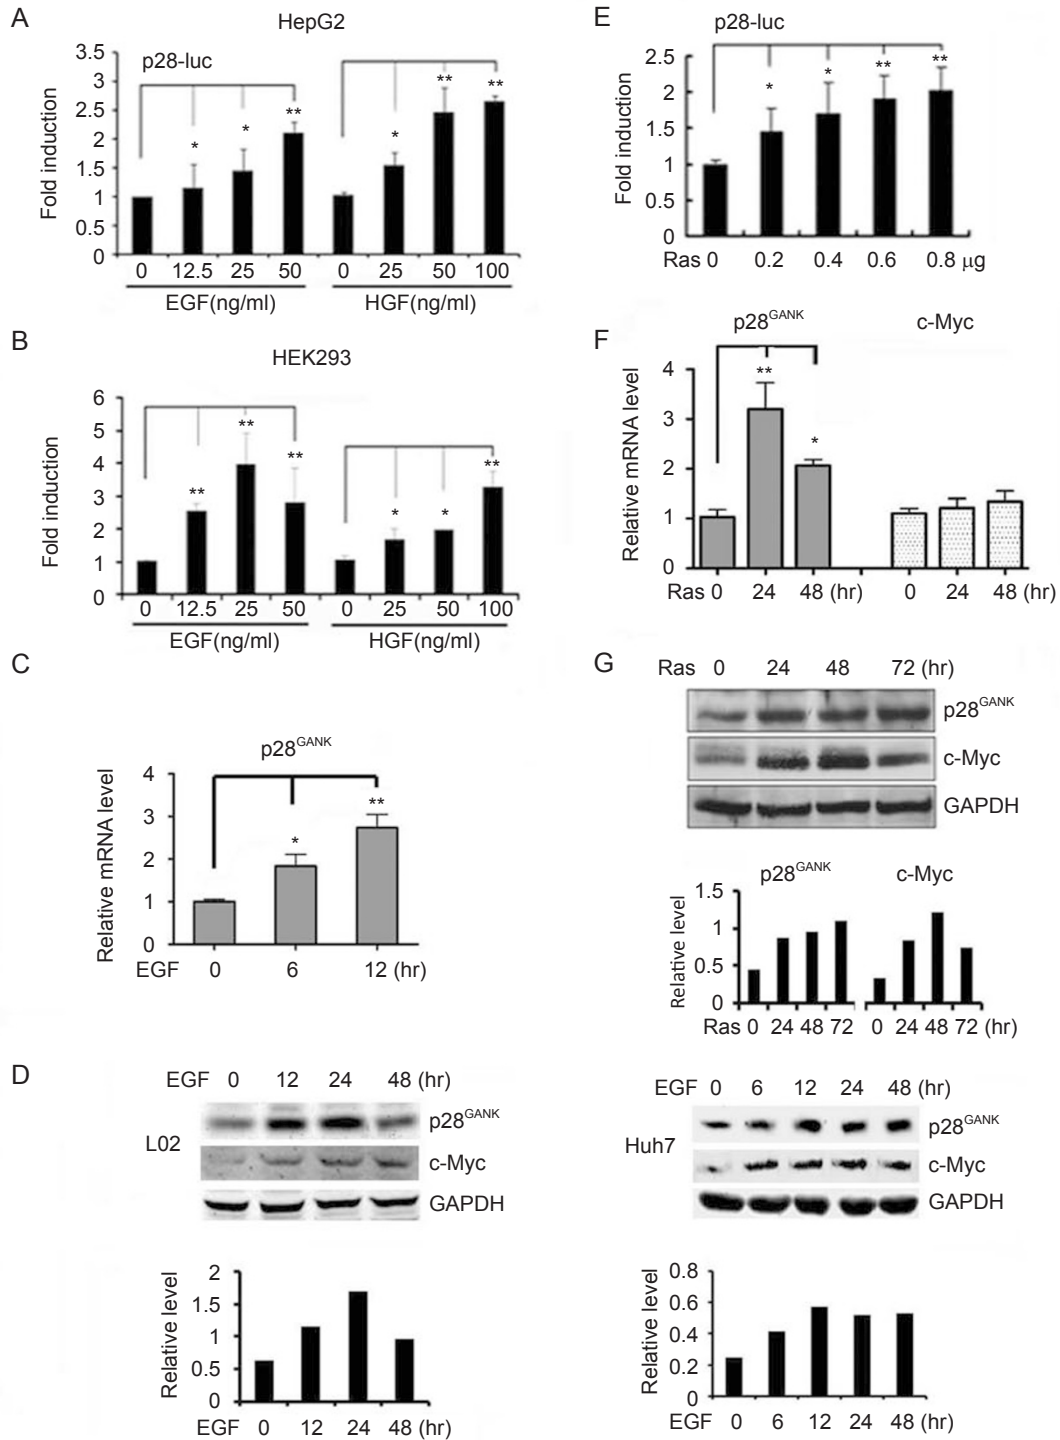 A
HepG2
p28-luc
Fold induction
3.5
3
2.5
2
1.5
1
0.5
0
* * ** * ** **
0 12.5 25 50 0 25 50 100
EGF(ng/ml) HGF(ng/ml)
B
HEK293
Fold induction
6
5
4
3
2
1
0
** ** ** * * **
0 12.5 25 50 0 25 50 100
EGF(ng/ml) HGF(ng/ml)
C
p28GANK
Relative mRNA level
4
3
2
1
0
* **
EGF 0 6 12 (hr)
D
EGF 0 12 24 48 (hr)
L02
p28GANK
c-Myc
GAPDH
Relative level
2
1.5
1
0.5
0
EGF 0 12 24 48 (hr)
EGF 0 6 12 24 48 (hr)
Huh7
p28GANK
c-Myc
GAPDH
Relative level
0.8
0.6
0.4
0.2
0
EGF 0 6 12 24 48 (hr)
E
p28-luc
Fold induction
2.5
2
1.5
1
0.5
0
* * ** **
Ras 0 0.2 0.4 0.6 0.8 µg
F
p28GANK c-Myc
Relative mRNA level
4
3
2
1
0
** *
Ras 0 24 48 (hr) 0 24 48 (hr)
G
Ras 0 24 48 72 (hr)
p28GANK
c-Myc
GAPDH
p28GANK c-Myc
Relative level
1.5
1
0.5
0
Ras 0 24 48 72 0 24 48 72 (hr)